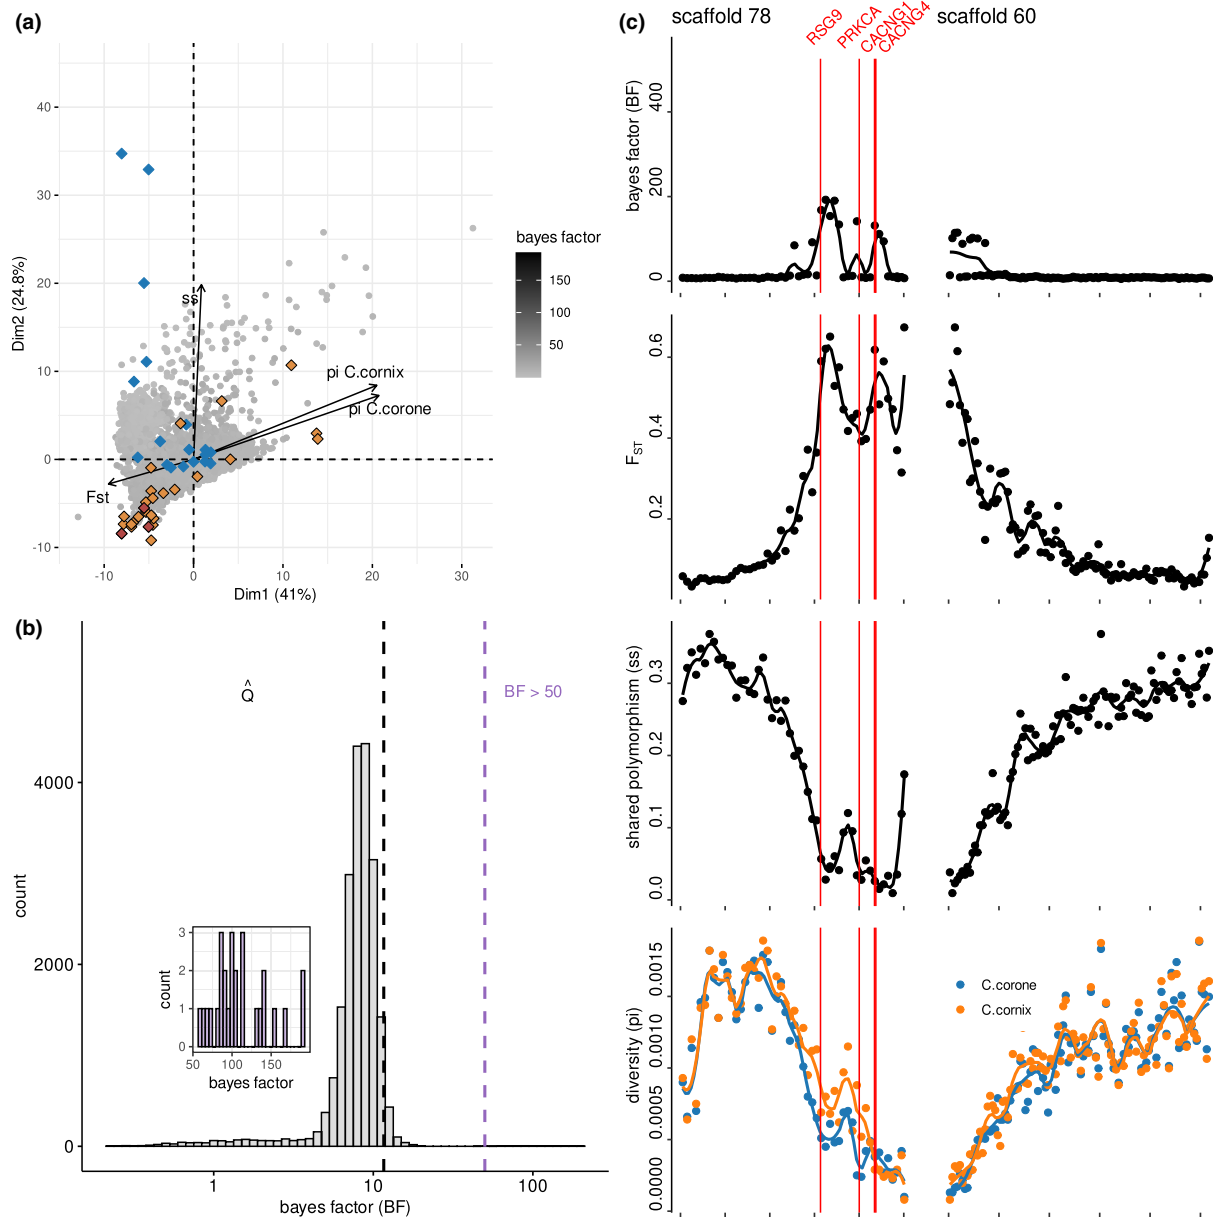 (a)
40
30
20
10
0
-10
-10
0
10
20
30
Dim1 (41%)
Dim2 (24.8%)
ss
pi C.cornix
pi C.corone
Fst
bayes factor
150
100
50
(b)
Q̂
BF > 50
4000
2000
0
count
1
10
100
bayes factor (BF)
3
2
1
0
count
50
100
150
bayes factor
(c)
scaffold 78
scaffold 60
RSG9
PRKCA
CACNG1
CACNG4
bayes factor (BF)
400
200
0
FST
0.6
0.4
0.2
shared polymorphism (ss)
0.3
0.2
0.1
0.0
diversity (pi)
0.0015
0.0010
0.0005
0.0000
C.corone
C.cornix